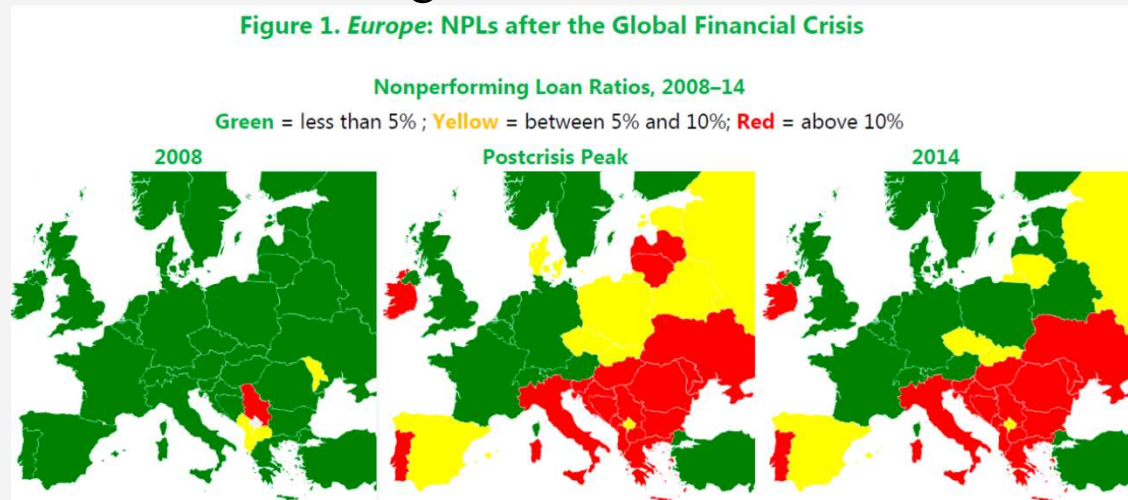 Figure 1. Europe: NPLs after the Global Financial Crisis
Nonperforming Loan Ratios, 2008–14
Green = less than 5% ; Yellow = between 5% and 10%; Red = above 10%
2008
Postcrisis Peak
2014